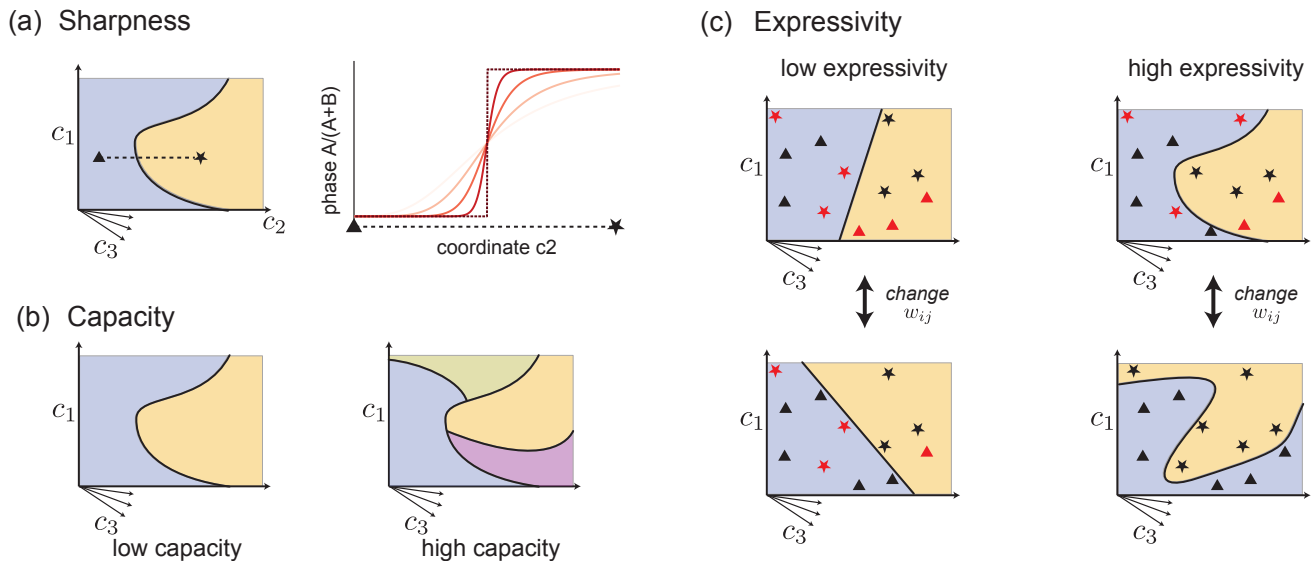 (a) Sharpness
c1
c2
c3
phase A/(A+B)
coordinate c2
(b) Capacity
c1
c3
low capacity
c1
c3
high capacity
(c) Expressivity
low expressivity
c1
c3
change
wij
c1
c3
high expressivity
c1
c3
change
wij
c1
c3